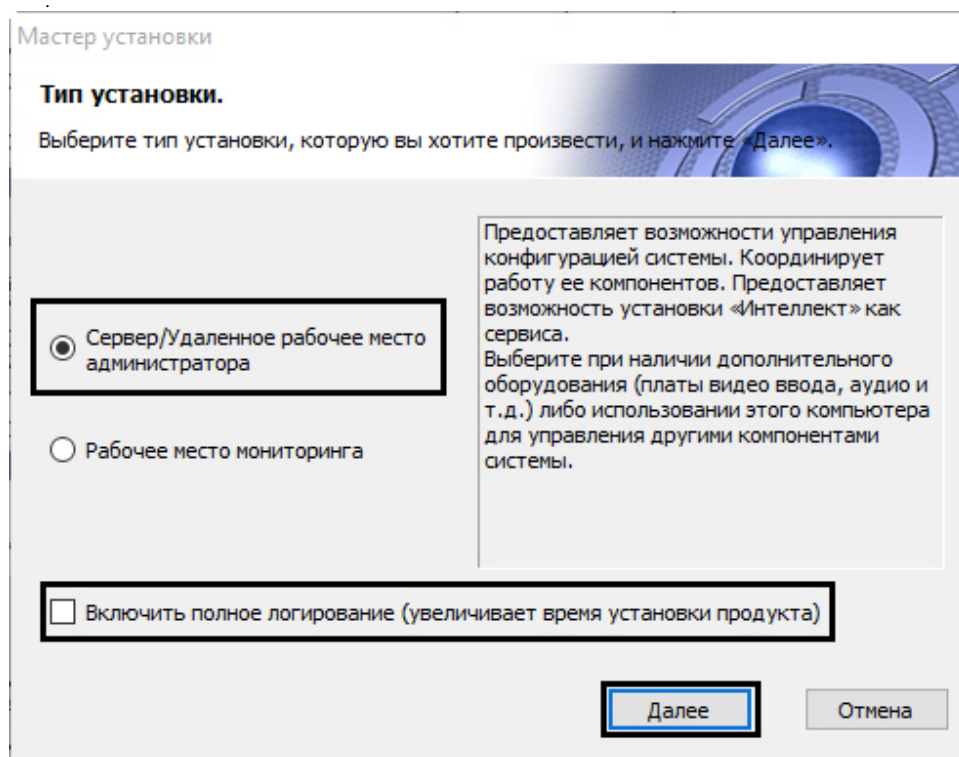 Мастер установки
Тип установки.
Выберите тип установки, которую вы хотите произвести, и нажмите «Далее».
Сервер/Удаленное рабочее место
администратора
Рабочее место мониторинга
Предоставляет возможности управления
конфигурацией системы. Координирует
работу ее компонентов. Предоставляет
возможность установки «Интеллект» как
сервиса.
Выберите при наличии дополнительного
оборудования (платы видео ввода, аудио и
т.д.) либо использовании этого компьютера
для управления другими компонентами
системы.
Включить полное логирование (увеличивает время установки продукта)
Далее
Отмена